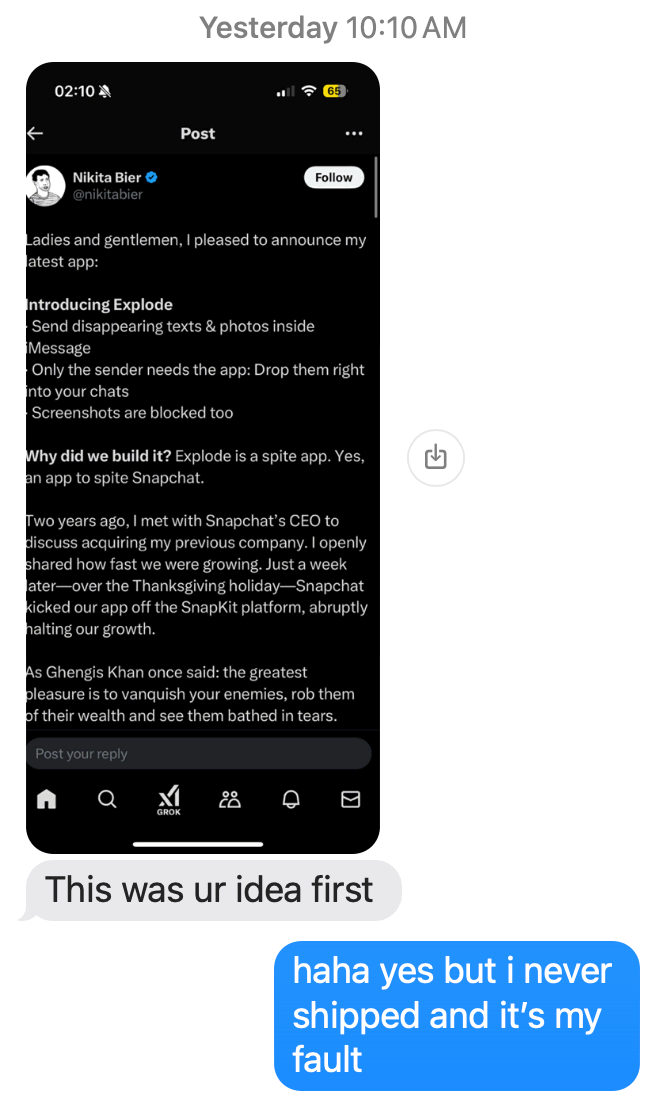 Yesterday 10:10 AM
02:10
65
Post
Nikita Bier
@nikitabier
Follow
Ladies and gentlemen, I pleased to announce my
latest app:
Introducing Explode
· Send disappearing texts & photos inside
iMessage
· Only the sender needs the app: Drop them right
into your chats
· Screenshots are blocked too
Why did we build it? Explode is a spite app. Yes,
an app to spite Snapchat.
Two years ago, I met with Snapchat’s CEO to
discuss acquiring my previous company. I openly
shared how fast we were growing. Just a week
later—over the Thanksgiving holiday—Snapchat
kicked our app off the SnapKit platform, abruptly
halting our growth.
As Ghengis Khan once said: the greatest
pleasure is to vanquish your enemies, rob them
of their wealth and see them bathed in tears.
Post your reply
GROK
This was ur idea first
haha yes but i never
shipped and it’s my
fault